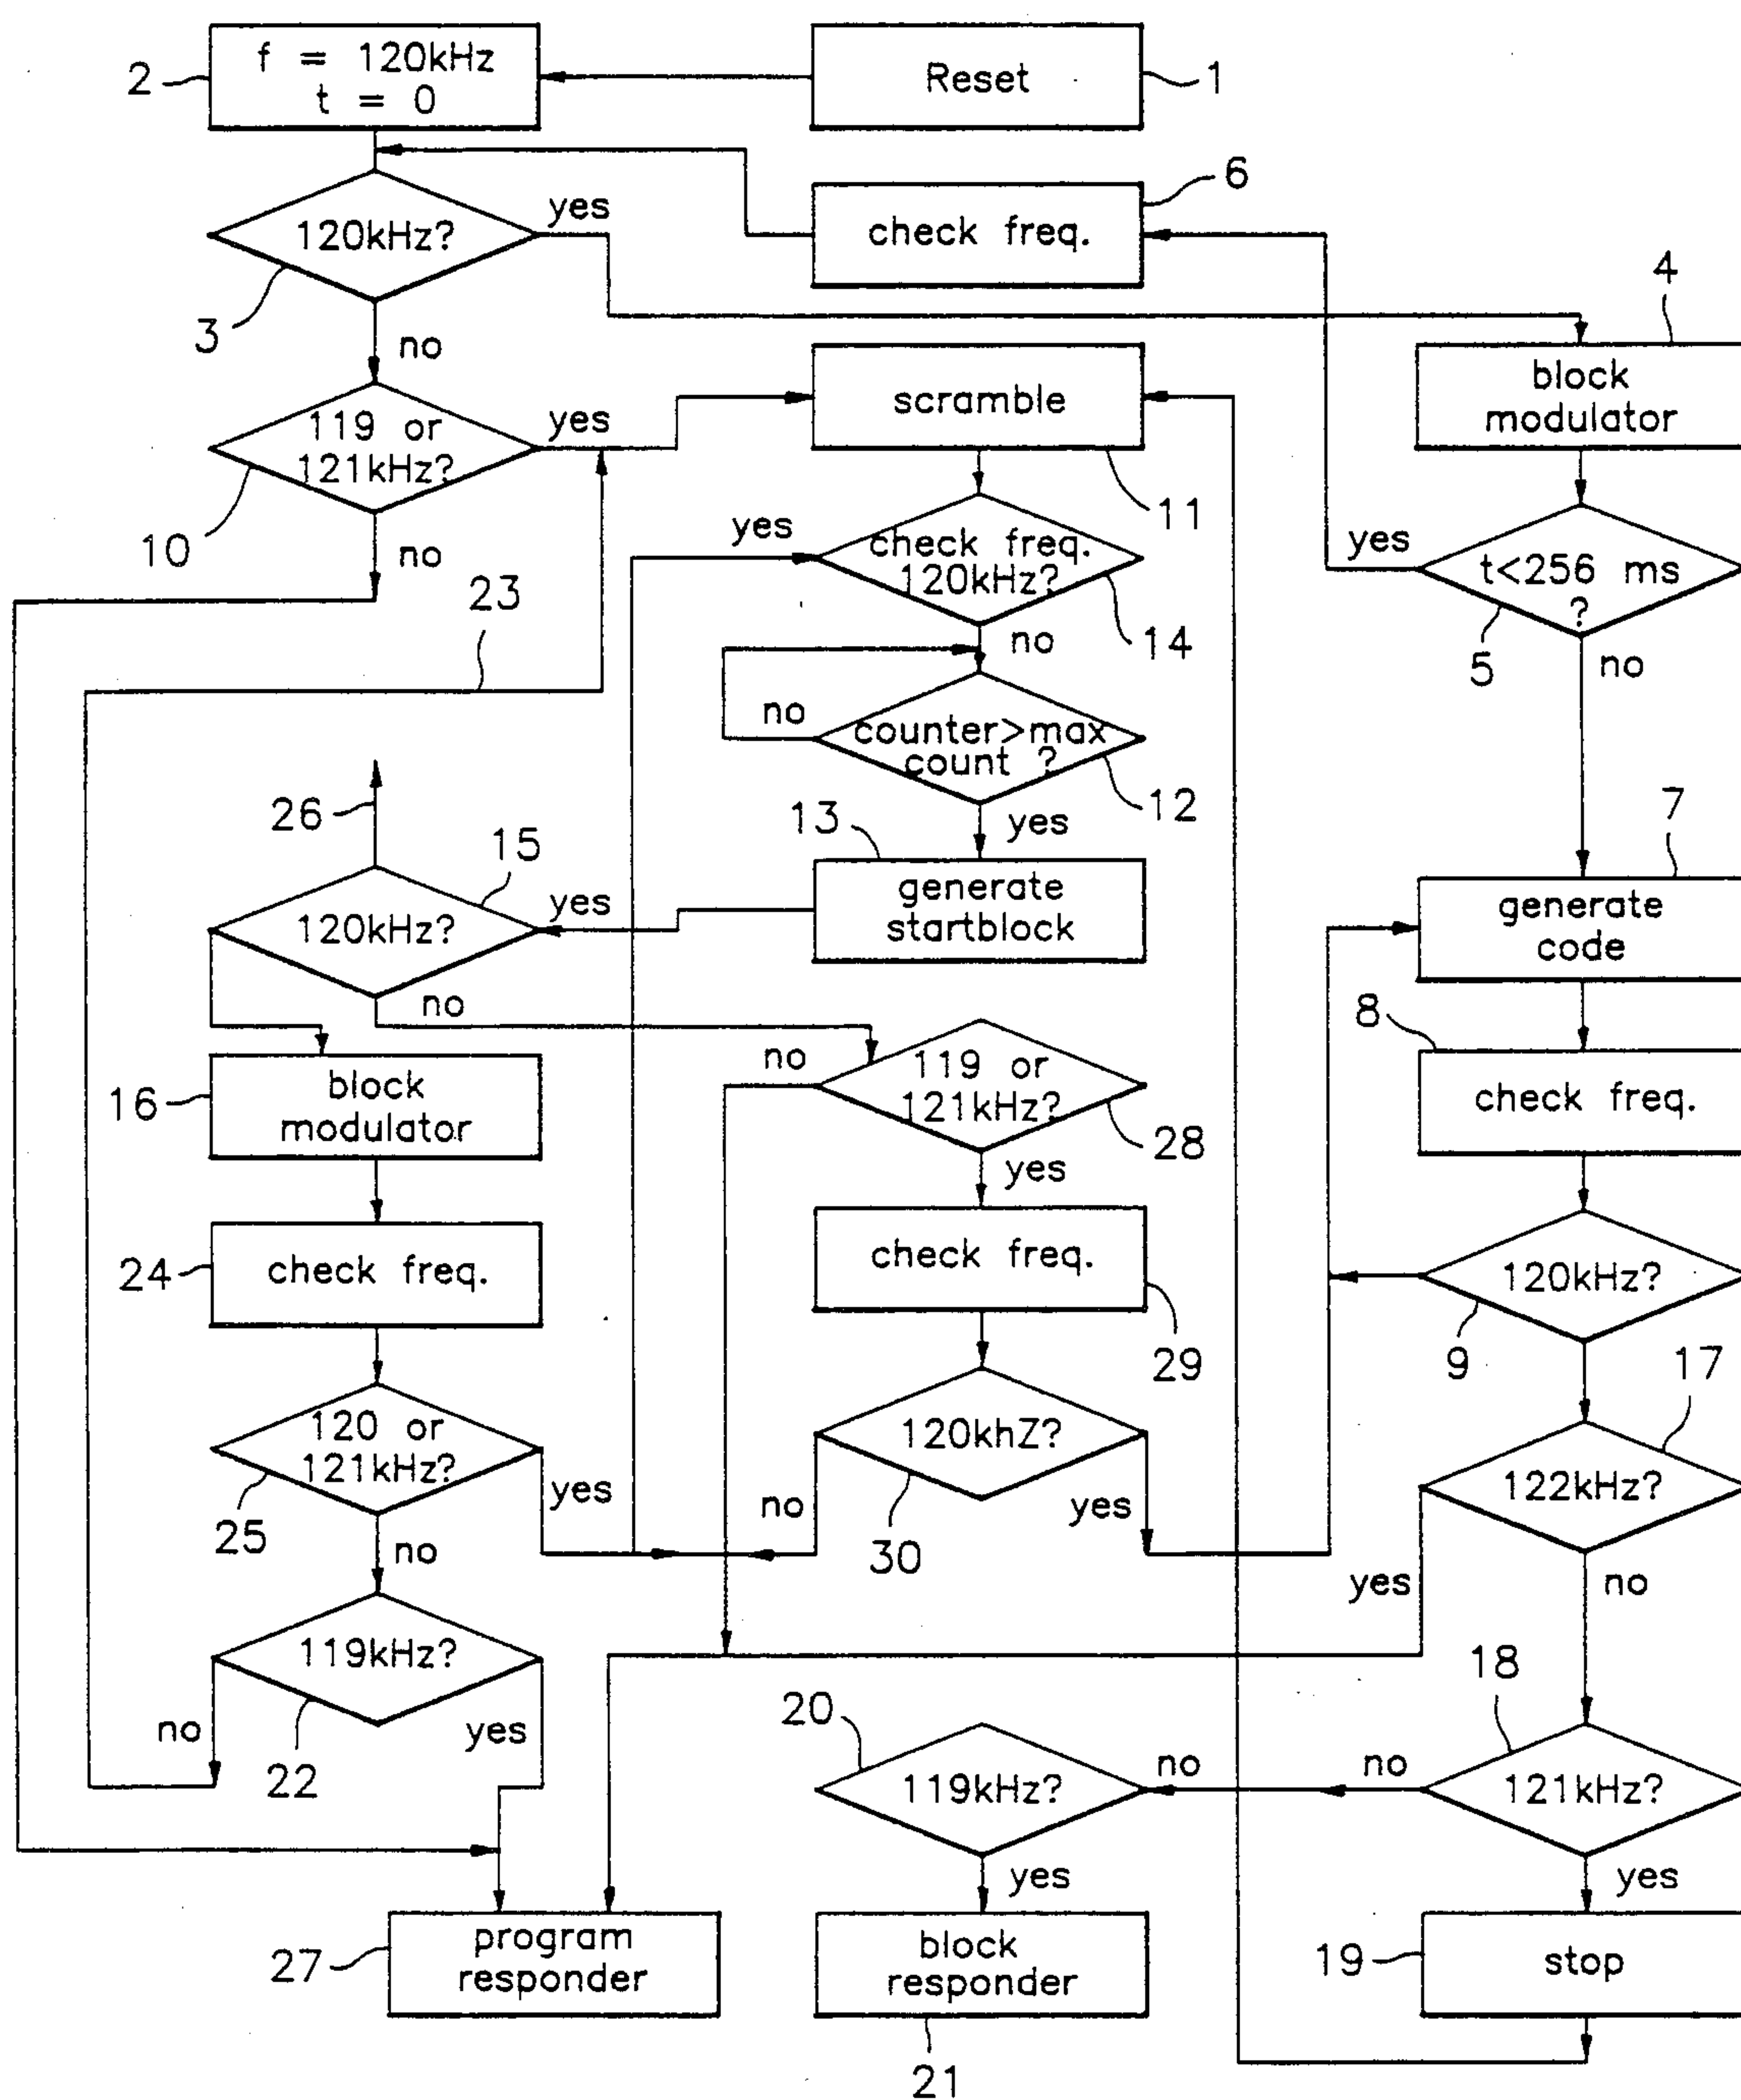 2
f = 120kHz
t = 0
Reset
1
6
120kHz?
yes
check freq.
3
no
4
block
modulator
119 or
121kHz?
yes
scramble
10
no
11
yes
check freq.
120kHz?
14
yes
t<256 ms
?
5
no
23
no
no
counter>max
count ?
12
yes
26
15
13
7
120kHz?
yes
generate
startblock
generate
code
no
8
16
block
modulator
no
119 or
121kHz?
28
yes
check freq.
24
check freq.
check freq.
29
120kHz?
9
17
120 or
121kHz?
25
yes
no
120khZ?
no
30
yes
122kHz?
yes
no
119kHz?
no
22
yes
20
119kHz?
no
no
18
121kHz?
yes
yes
27
program
responder
block
responder
21
19
stop